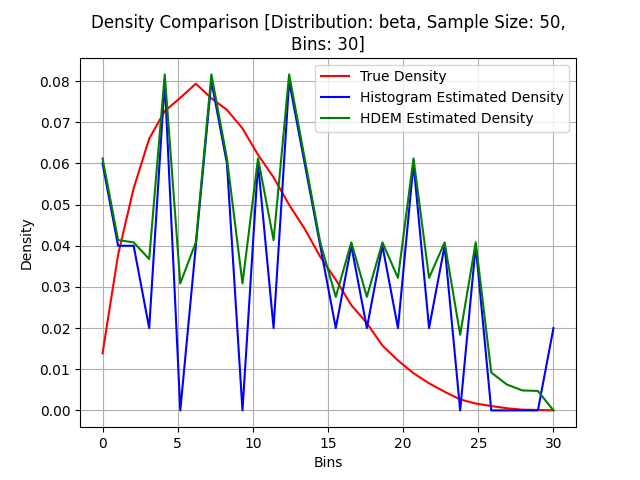 Density Comparison [Distribution: beta, Sample Size: 50,
Bins: 30]
True Density
Histogram Estimated Density
HDEM Estimated Density
Density
0.08
0.07
0.06
0.05
0.04
0.03
0.02
0.01
0.00
0 5 10 15 20 25 30
Bins